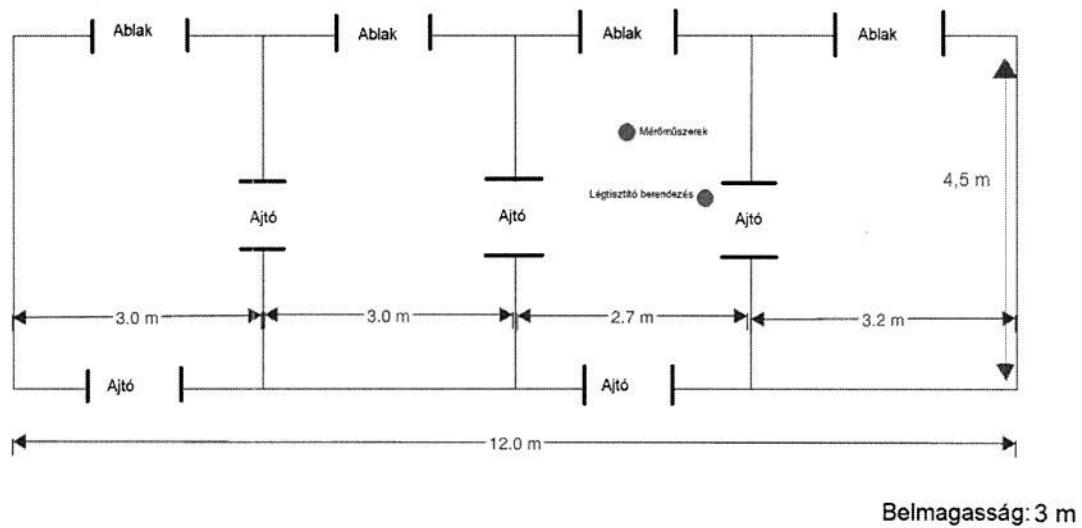 Ablak
Ablak
Ablak
Ablak
Mérőműszerek
4,5 m
Légtisztító berendezés
Ajtó
Ajtó
Ajtó
3.0 m
3.0 m
2.7 m
3.2 m
Ajtó
Ajtó
12.0 m
Belmagasság: 3 m